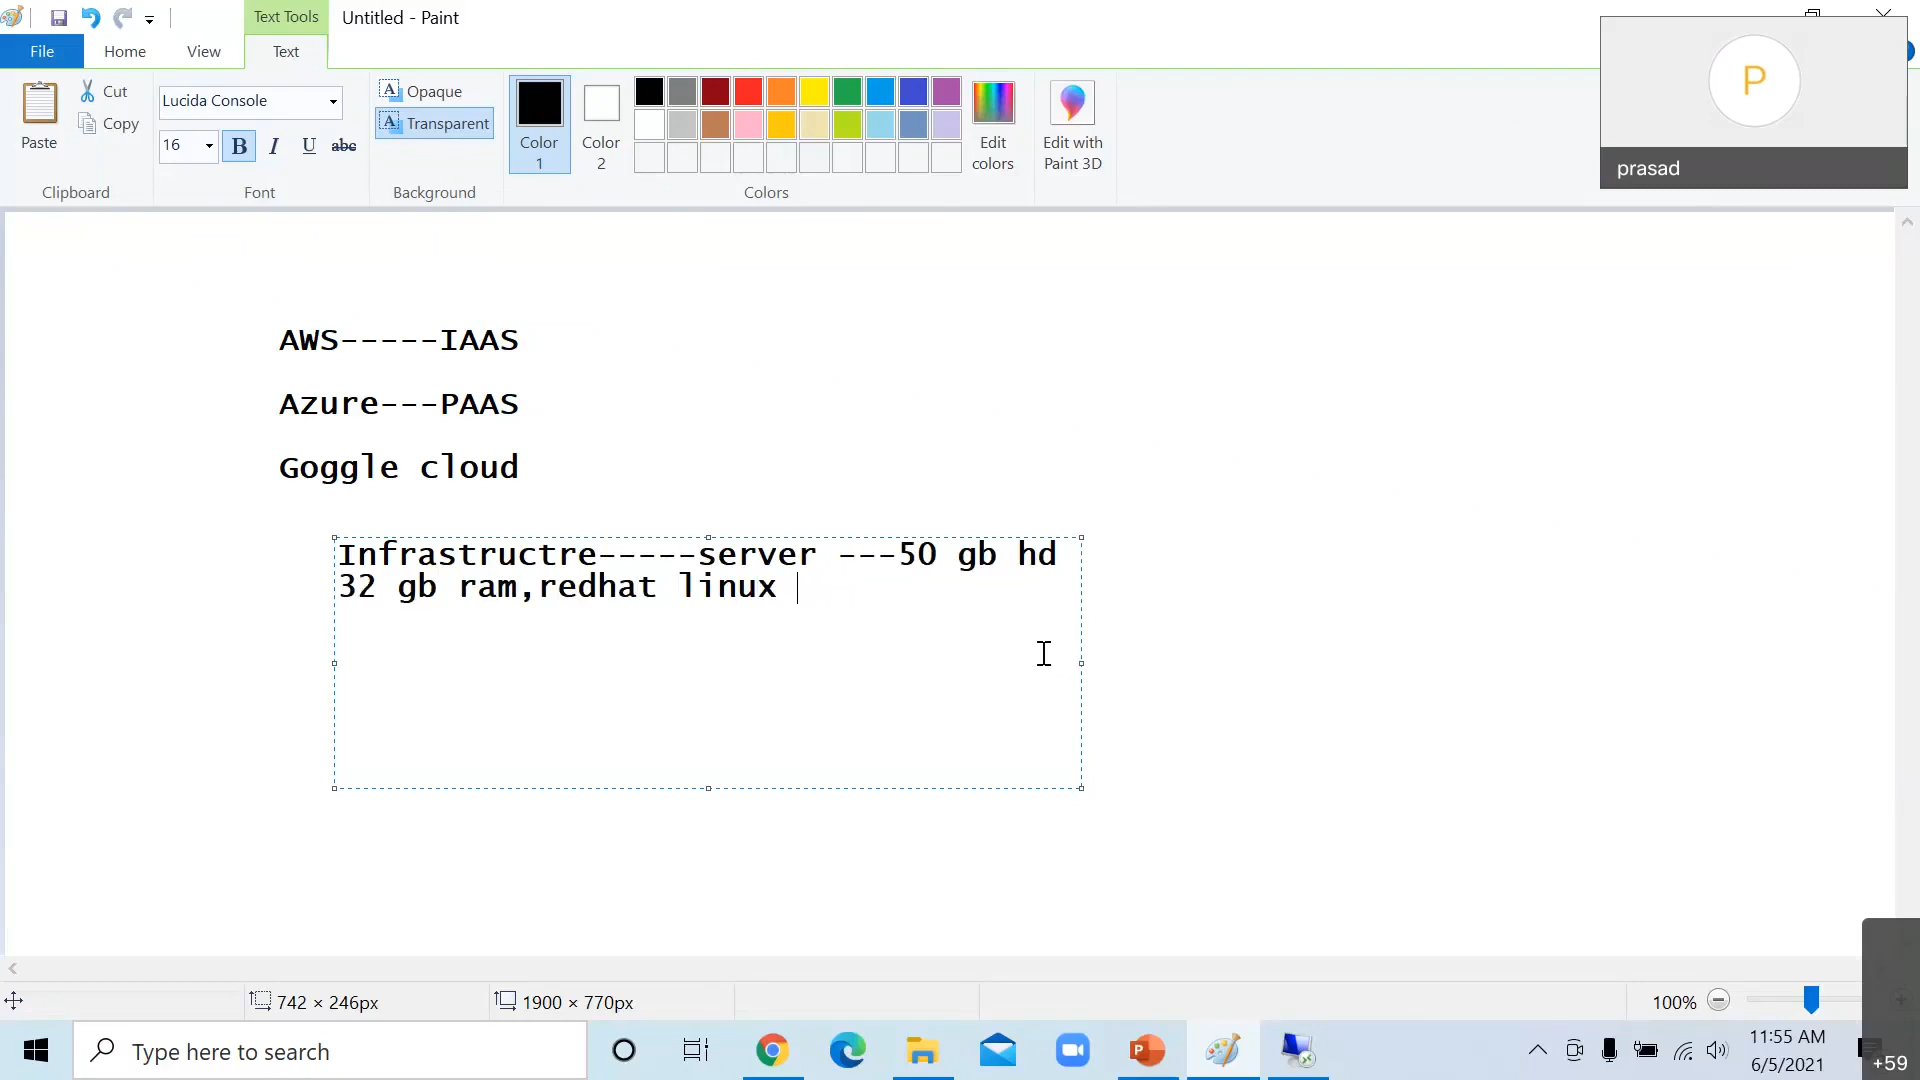 Text Tools
Untitled - Paint
File
Home
View
Text
Paste
Cut
Copy
Clipboard
Lucida Console
16
B
I
U
abc
Font
A Opaque
A Transparent
Background
Color 1
Color 2
Colors
Edit colors
Edit with Paint 3D
P
prasad
AWS-----IAAS
Azure---PAAS
Goggle cloud
Infrastructre-----server ---50 gb hd
32 gb ram,redhat linux
742 × 246px
1900 × 770px
100%
Type here to search
P
11:55 AM
6/5/2021
+59